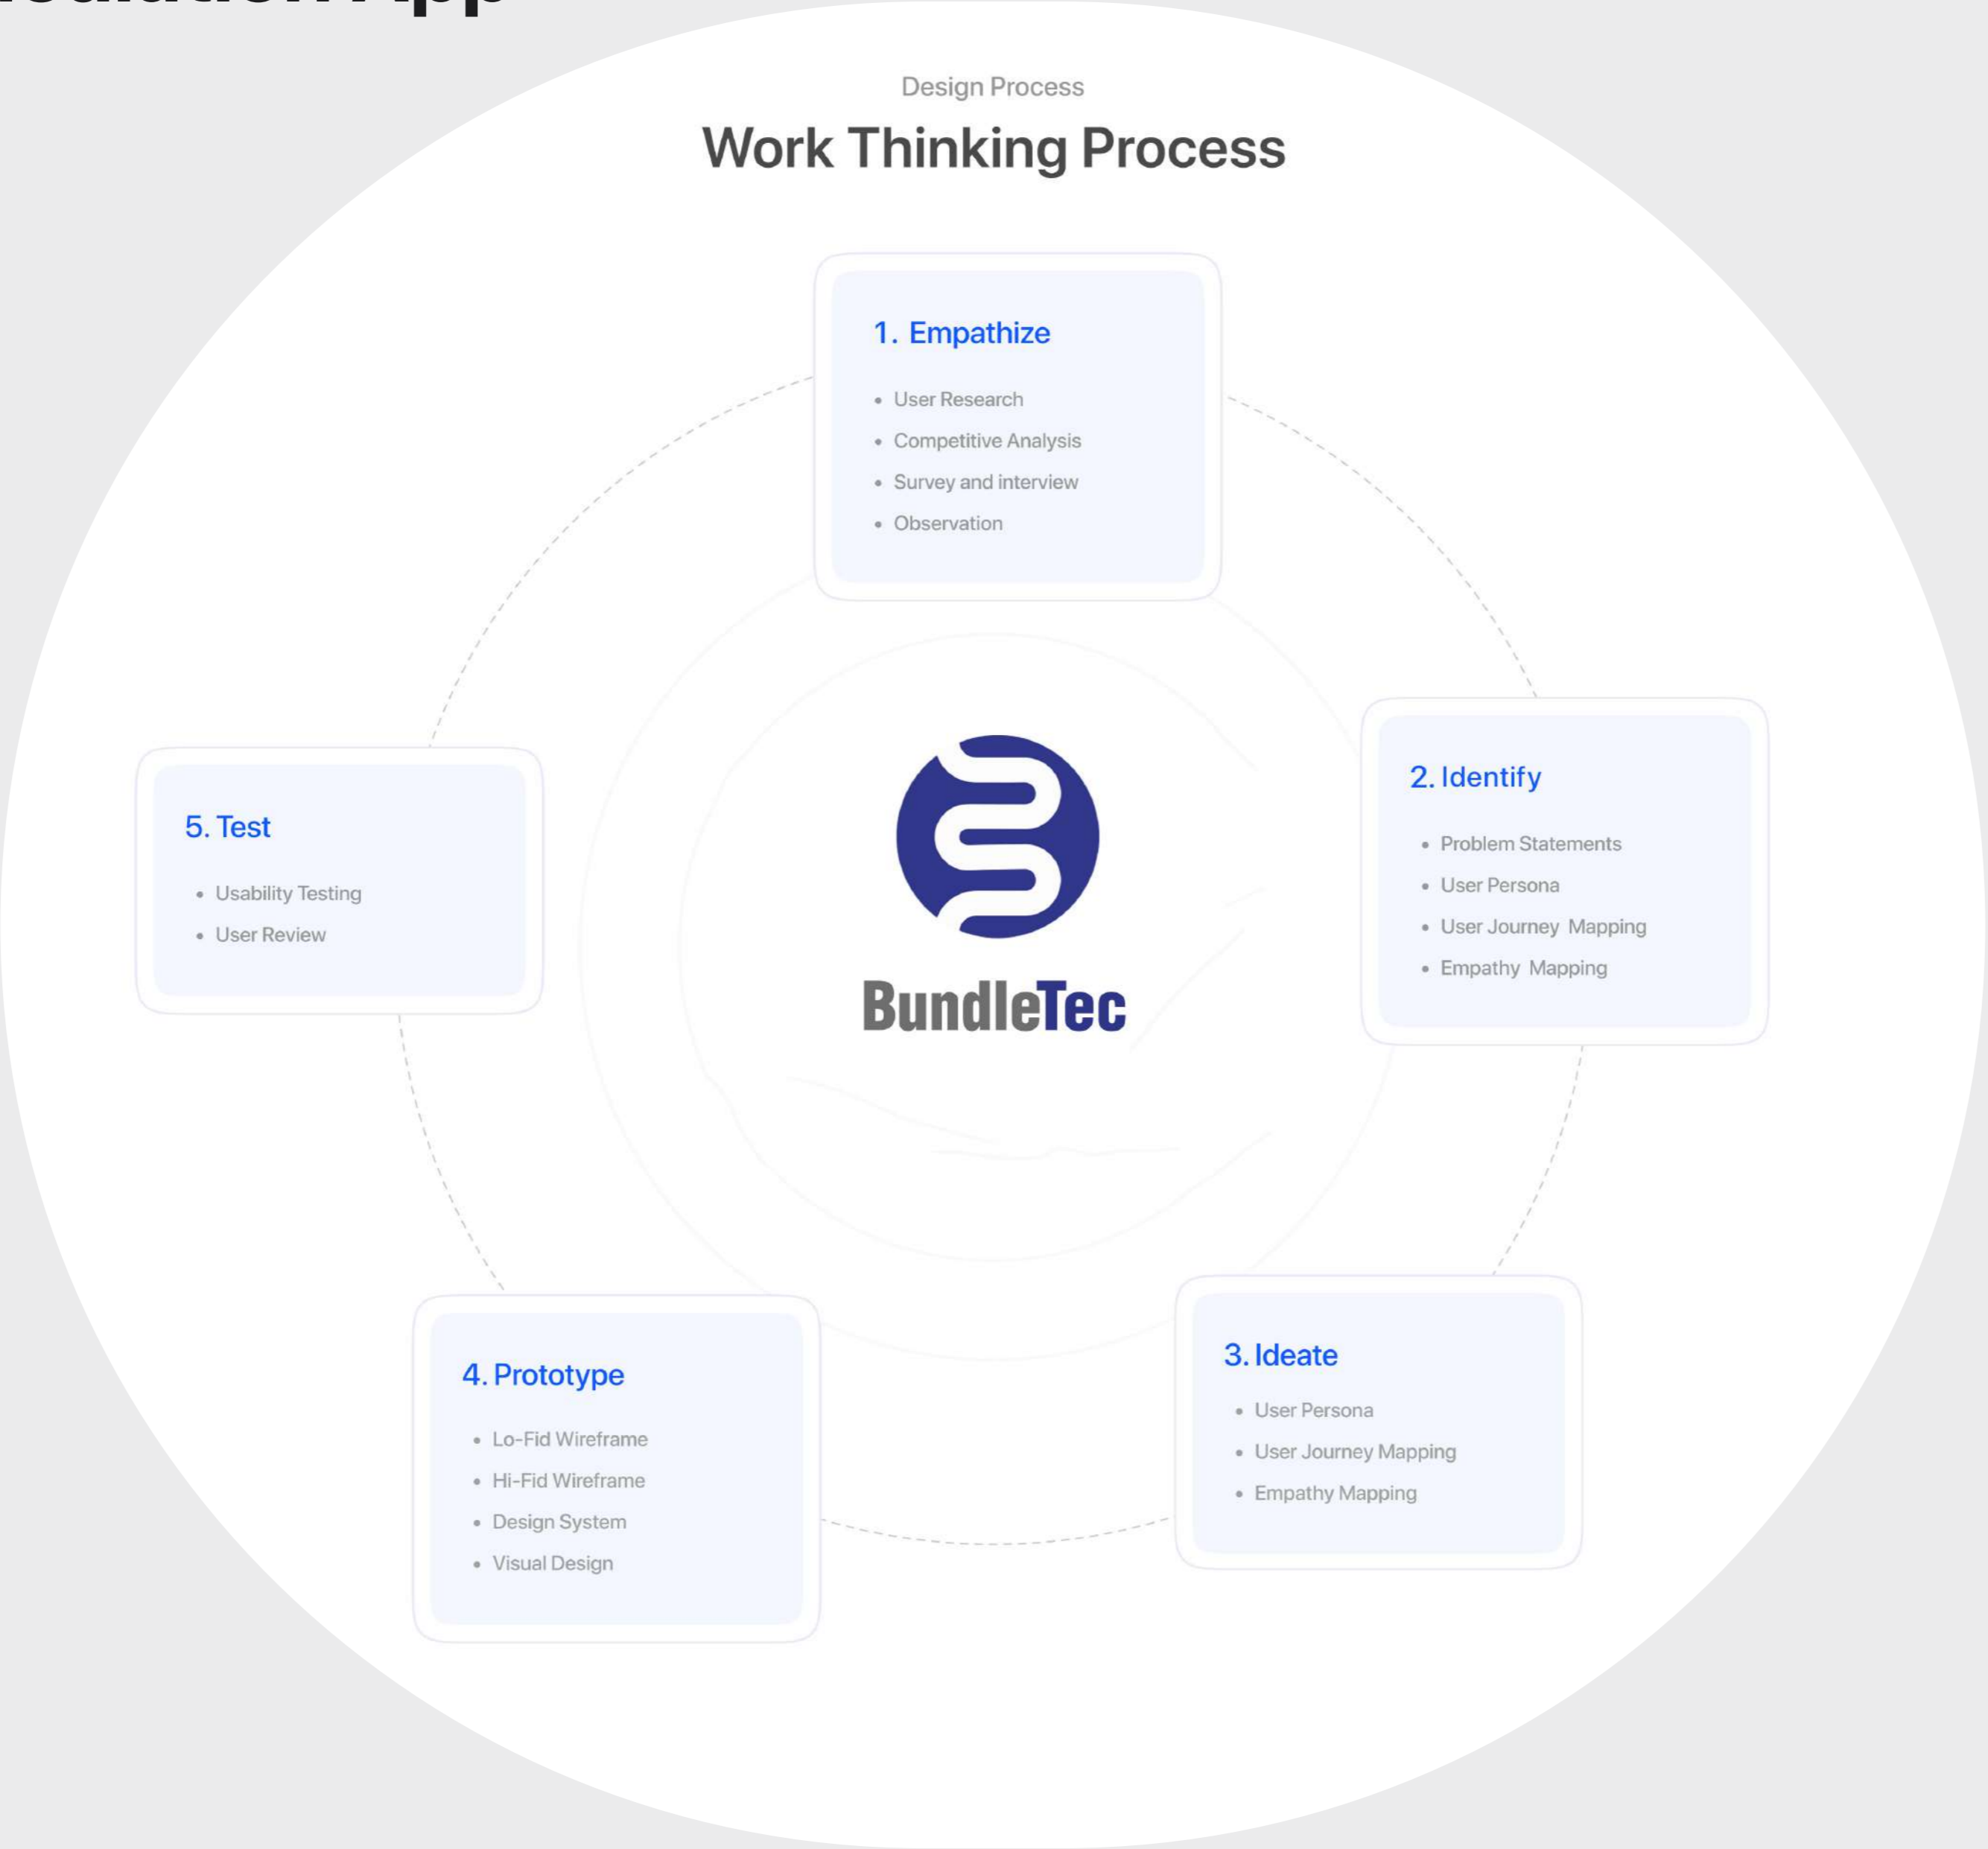 App
Design Process
Work Thinking Process
1. Empathize
• User Research
• Competitive Analysis
• Survey and interview
• Observation
2. Identify
• Problem Statements
• User Persona
• User Journey Mapping
• Empathy Mapping
3. Ideate
• User Persona
• User Journey Mapping
• Empathy Mapping
4. Prototype
• Lo-Fid Wireframe
• Hi-Fid Wireframe
• Design System
• Visual Design
5. Test
• Usability Testing
• User Review
BundleTec